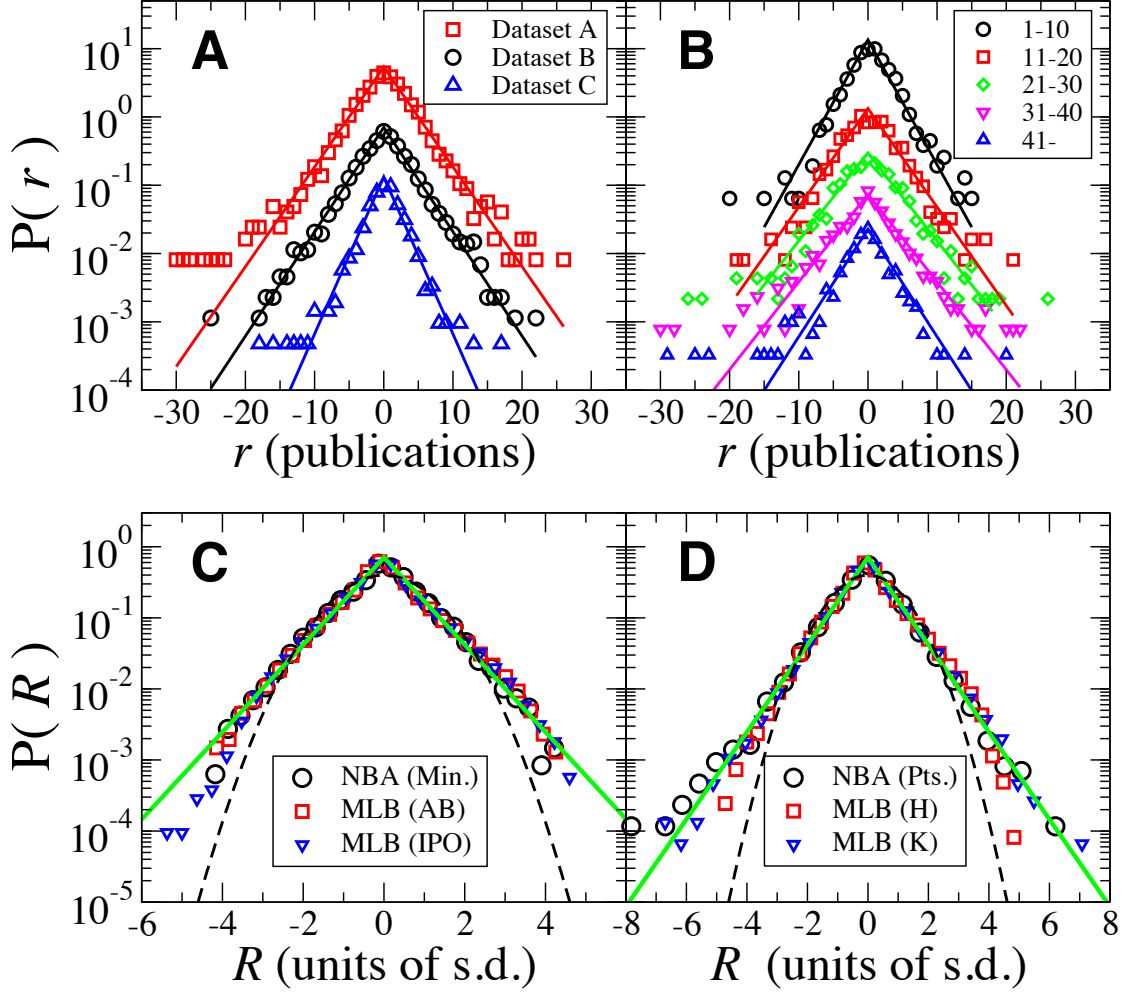 A
Dataset A
Dataset B
Dataset C
B
1-10
11-20
21-30
31-40
41-
P( r )
10^1
10^0
10^-1
10^-2
10^-3
10^-4
-30 -20 -10 0 10 20 30
-30 -20 -10 0 10 20 30
r (publications)
r (publications)
C
NBA (Min.)
MLB (AB)
MLB (IPO)
D
NBA (Pts.)
MLB (H)
MLB (K)
P( R )
10^0
10^-1
10^-2
10^-3
10^-4
10^-5
-6 -4 -2 0 2 4
-8 -6 -4 -2 0 2 4 6 8
R (units of s.d.)
R (units of s.d.)